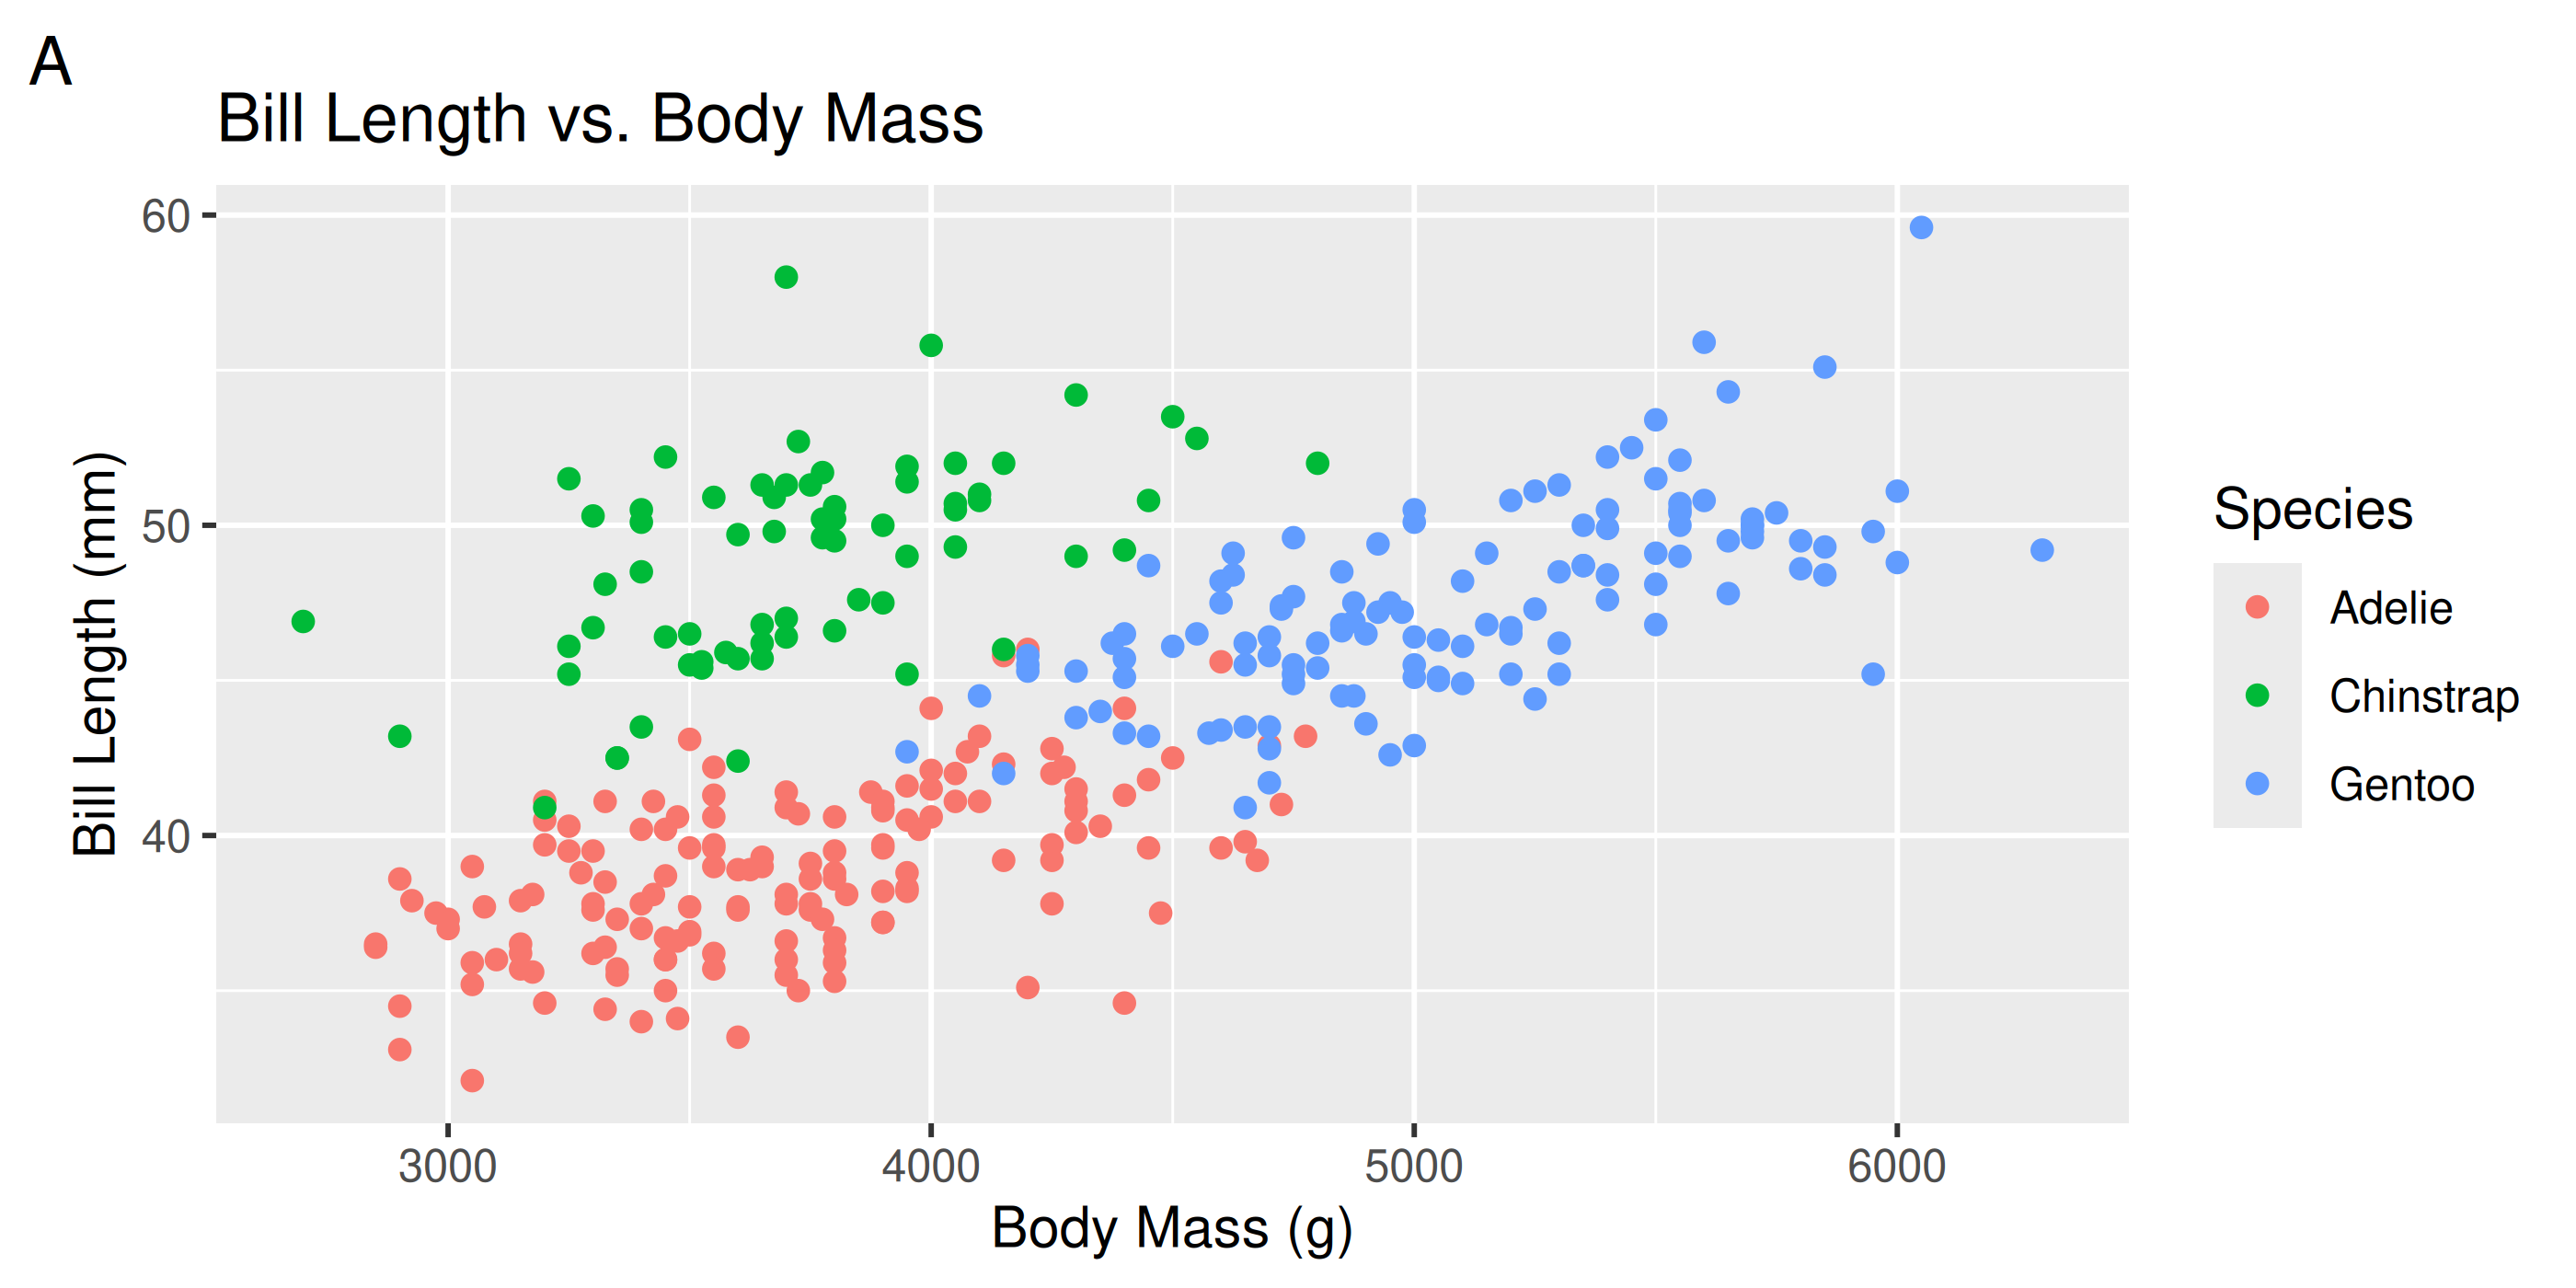 A
Bill Length vs. Body Mass
Bill Length (mm)
60
50
40
3000 4000 5000 6000
Body Mass (g)
Species
Adelie
Chinstrap
Gentoo